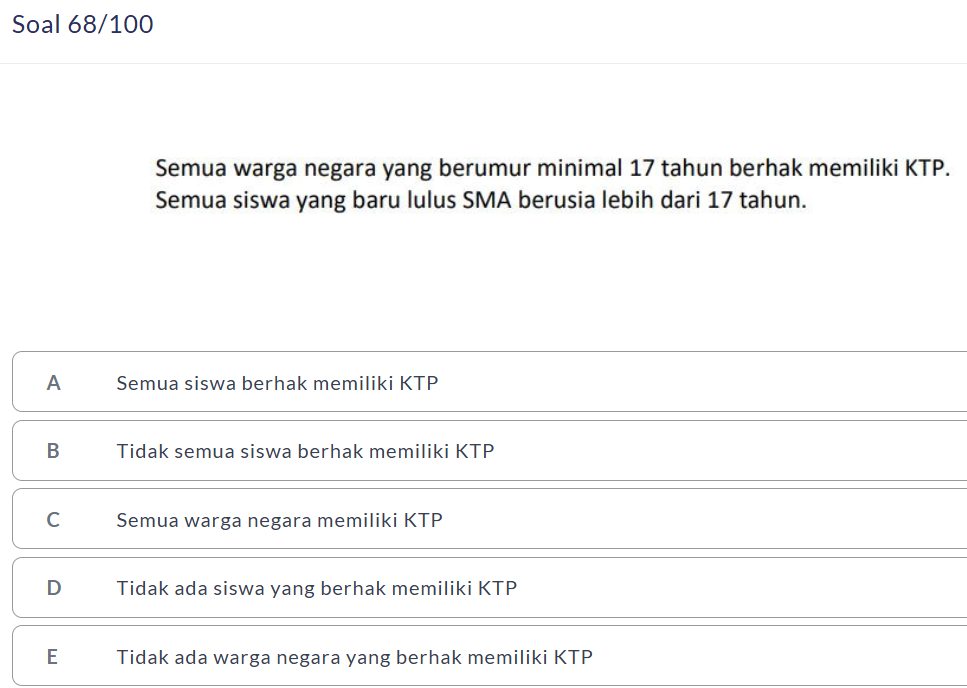 Soal 68/100
Semua warga negara yang berumur minimal 17 tahun berhak memiliki KTP.
Semua siswa yang baru lulus SMA berusia lebih dari 17 tahun.
A Semua siswa berhak memiliki KTP
B Tidak semua siswa berhak memiliki KTP
C Semua warga negara memiliki KTP
D Tidak ada siswa yang berhak memiliki KTP
E Tidak ada warga negara yang berhak memiliki KTP